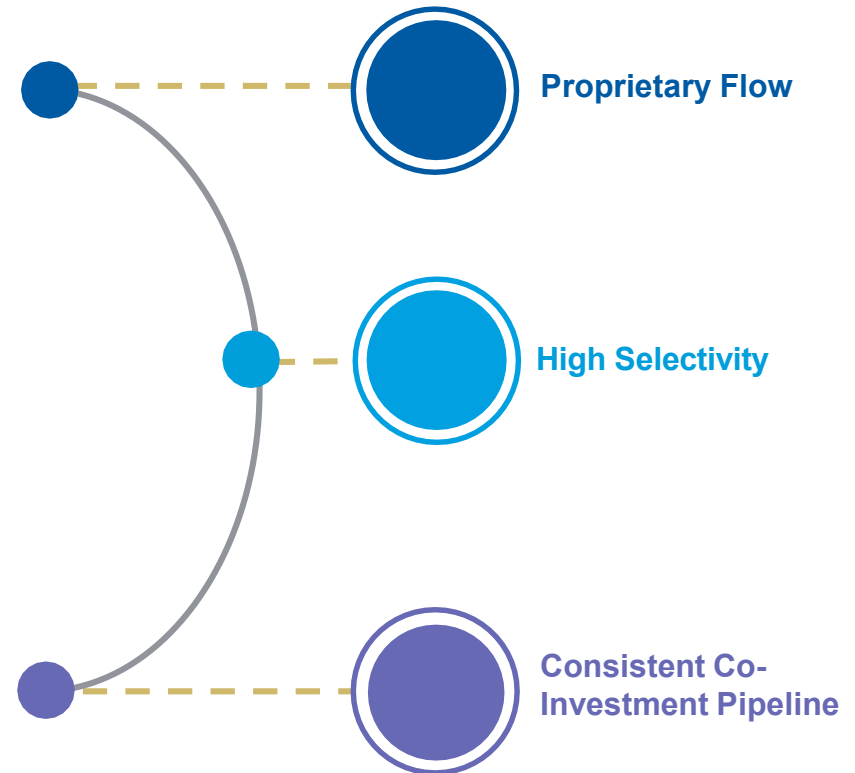 Proprietary Flow
High Selectivity
Consistent Co-
Investment Pipeline